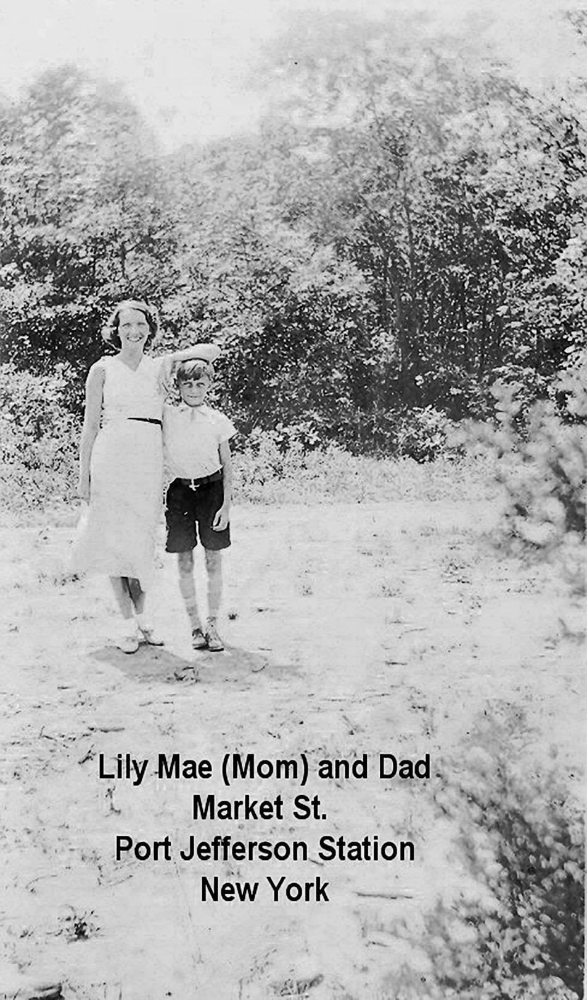 Lily Mae (Mom) and Dad
Market St.
Port Jefferson Station
New York